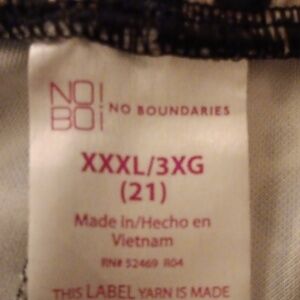 NO!
BO!
NO BOUNDARIES
XXXL/3XG
(21)
Made in/Hecho en
Vietnam
RN# 52469 R04
THIS LABEL YARN IS MADE